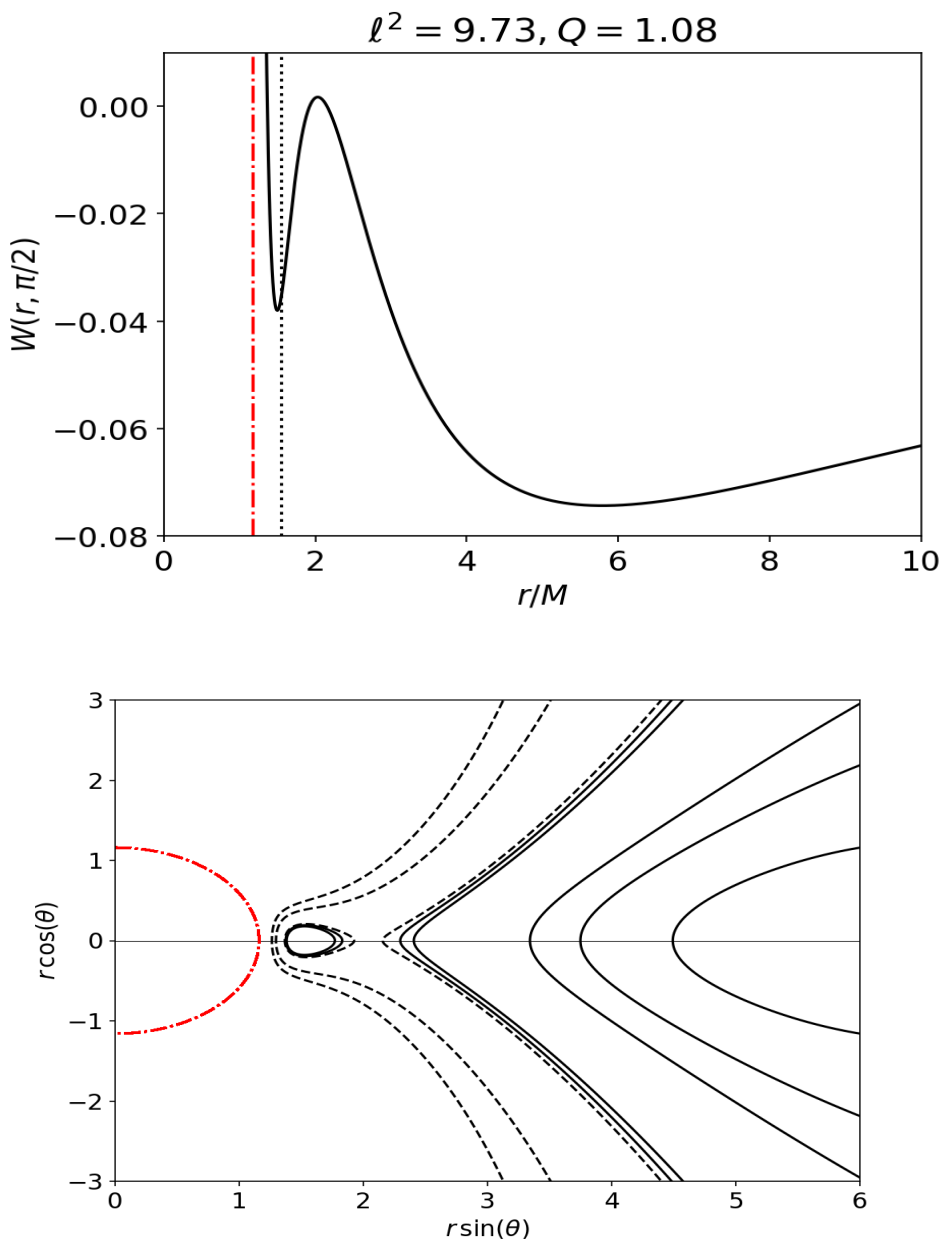 ℓ² = 9.73, Q = 1.08
0.00
−0.02
−0.04
−0.06
−0.08
W(r, π/2)
0 2 4 6 8 10
r/M
3
2
1
0
−1
−2
−3
r cos(θ)
0 1 2 3 4 5 6
r sin(θ)